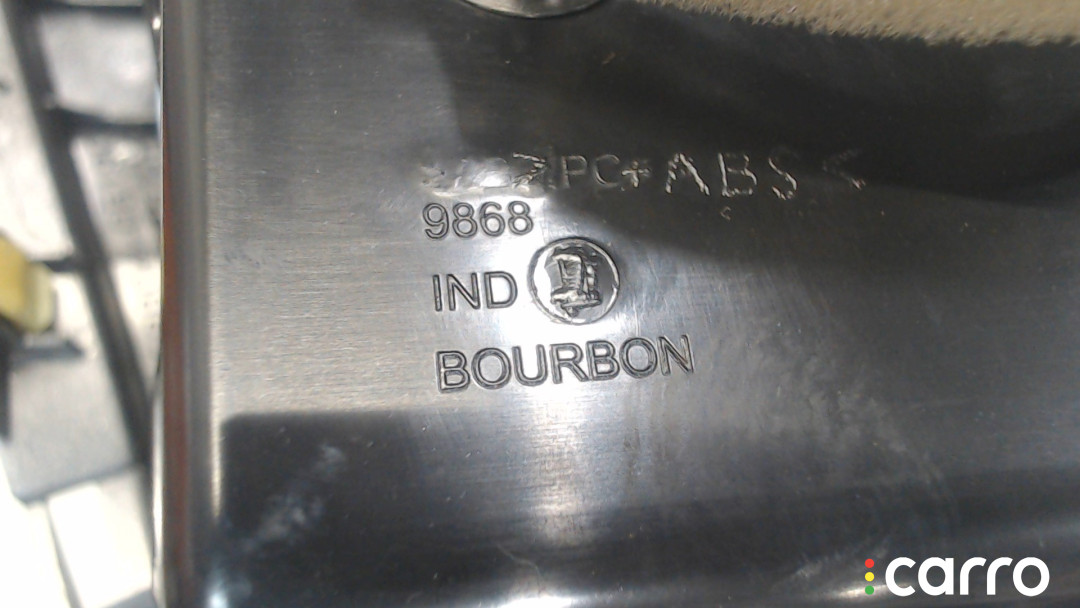 PC+ABS<
9868
IND
BOURBON
carro